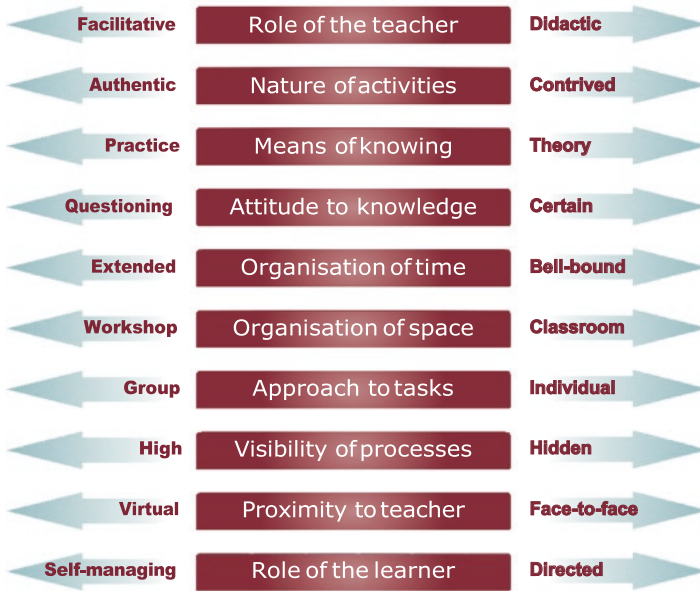 Facilitative Role of the teacher Didactic
Authentic Nature of activities Contrived
Practice Means of knowing Theory
Questioning Attitude to knowledge Certain
Extended Organisation of time Bell-bound
Workshop Organisation of space Classroom
Group Approach to tasks Individual
High Visibility of processes Hidden
Virtual Proximity to teacher Face-to-face
Self-managing Role of the learner Directed